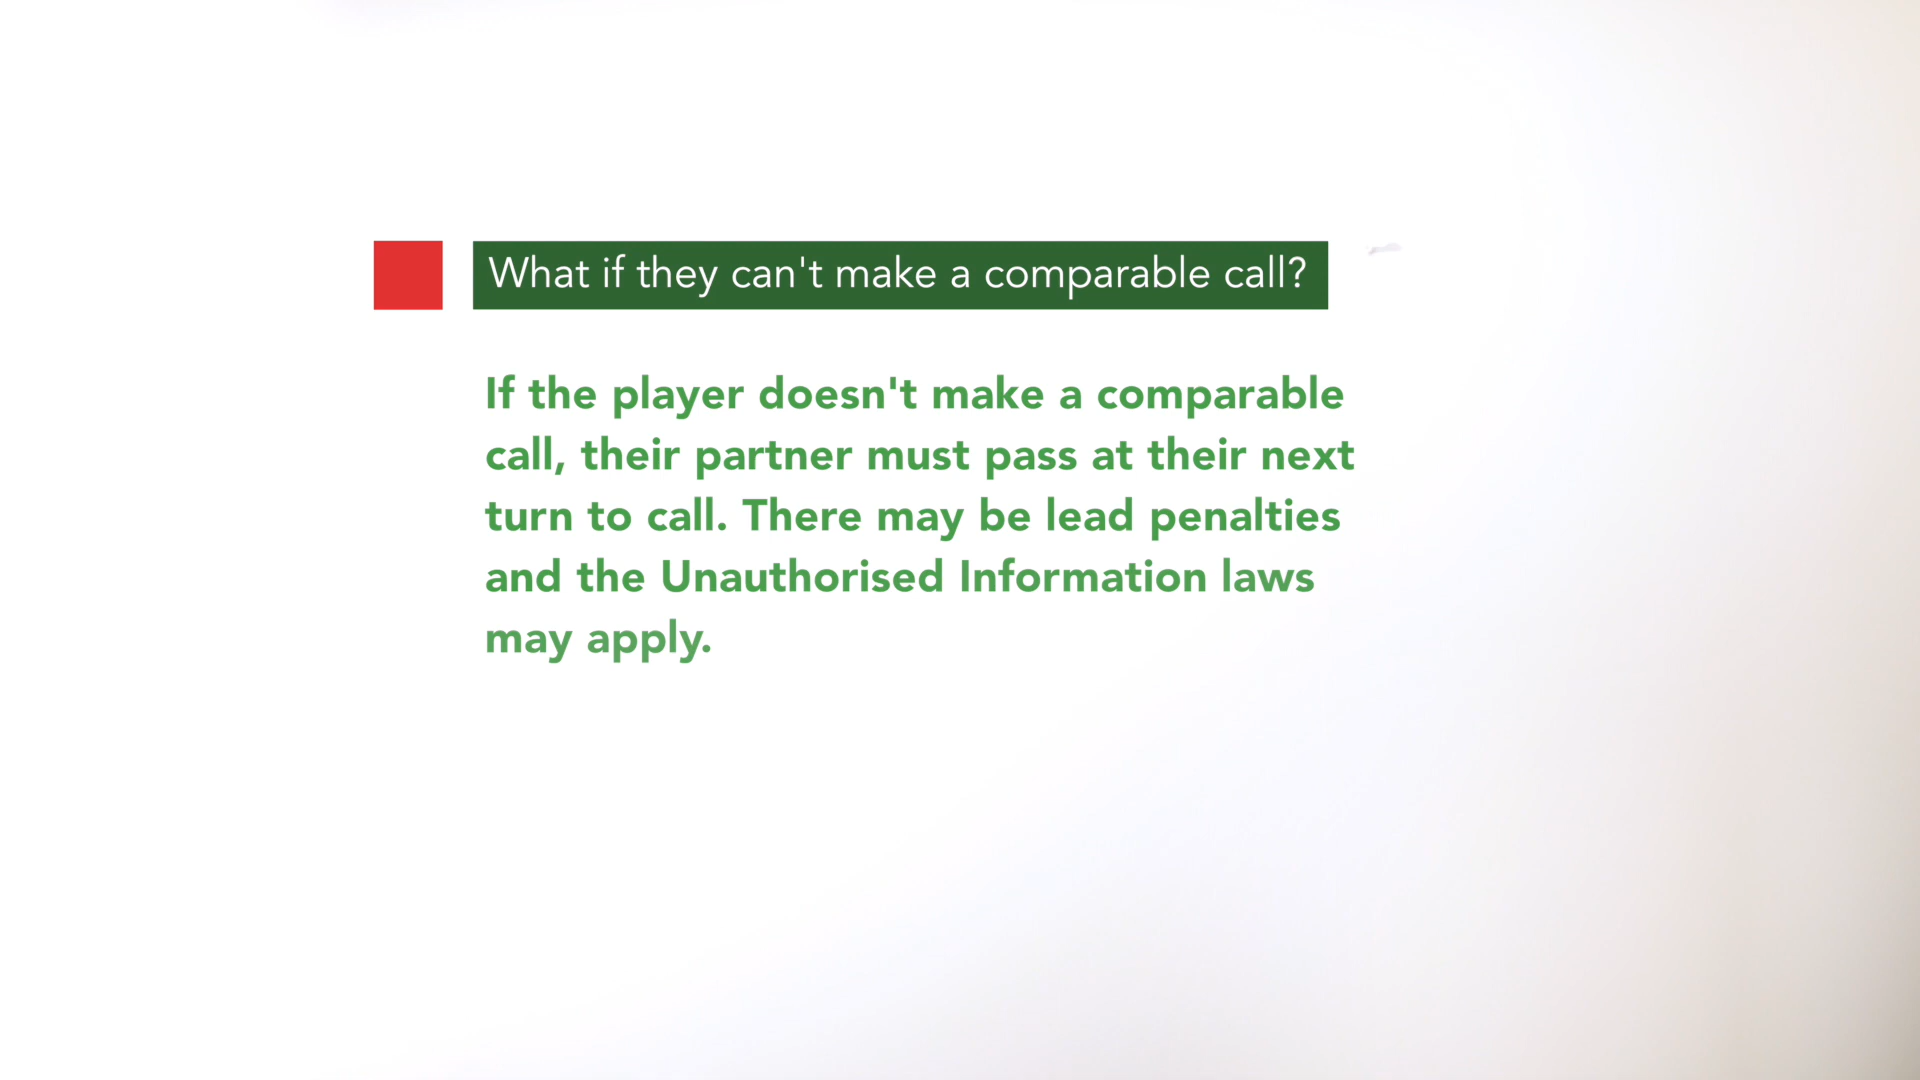 What if they can't make a comparable call?
If the player doesn't make a comparable
call, their partner must pass at their next
turn to call. There may be lead penalties
and the Unauthorised Information laws
may apply.